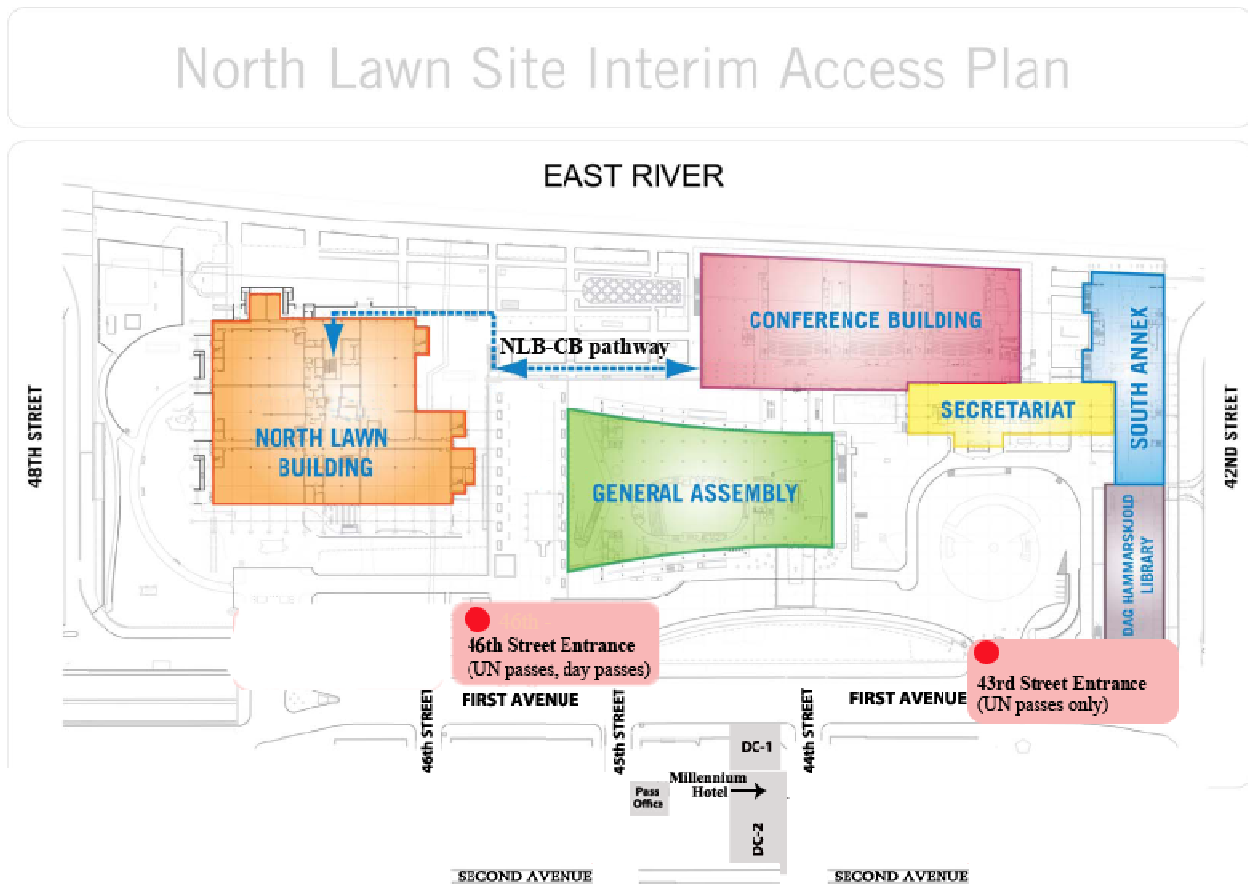 North Lawn Site Interim Access Plan
EAST RIVER
CONFERENCE BUILDING
NLB-CB pathway
SOUTH ANNEX
SECRETARIAT
48TH STREET
42ND STREET
NORTH LAWN
BUILDING
GENERAL ASSEMBLY
DAG HAMMARSKJOLD
LIBRARY
46th
46th Street Entrance
(UN passes, day passes)
43rd Street Entrance
(UN passes only)
FIRST AVENUE
FIRST AVENUE
46th STREET
45th STREET
44th STREET
DC-1
Millennium
Hotel
Pass
Office
DC-2
SECOND AVENUE
SECOND AVENUE